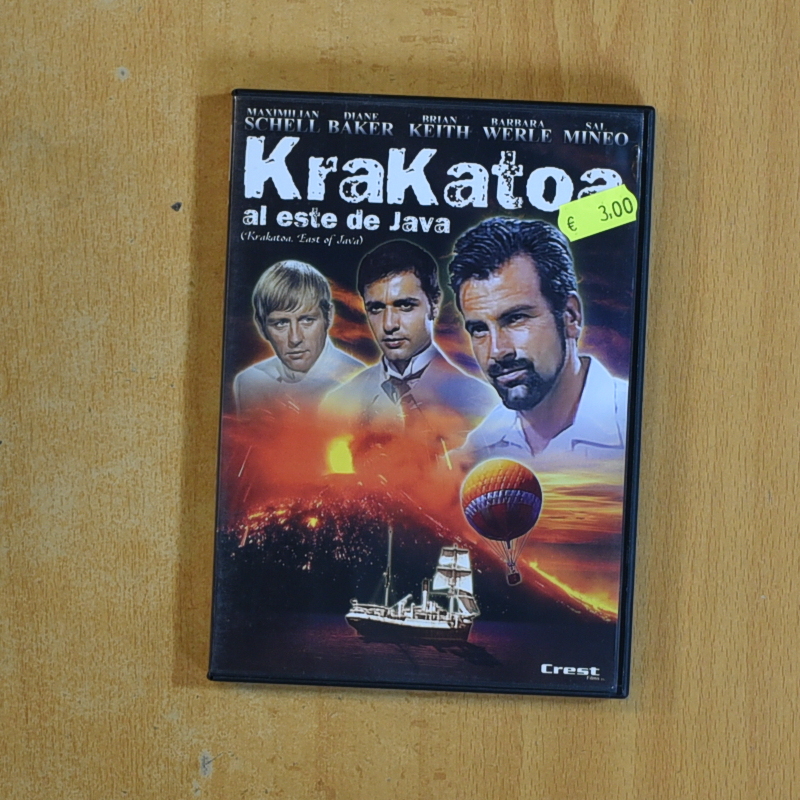 MAXIMILIAN SCHELL
DIANE BAKER
BRIAN KEITH
BARBARA WERLE
SAL MINEO
Krakatoa
€ 3,00
al este de Java
(Krakatoa, East of Java)
Crest
Films